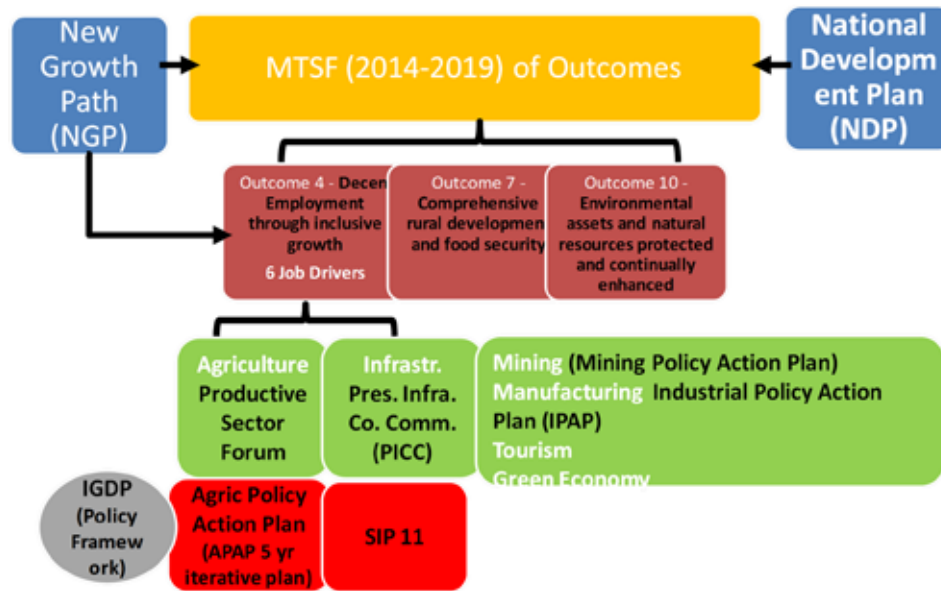 New
Growth
Path
(NGP)
MTSF (2014-2019) of Outcomes
National
Developm
ent Plan
(NDP)
Outcome 4 - Decen
Employment
through inclusive
growth
6 Job Drivers
Outcome 7 -
Comprehensive
rural developmen
and food security
Outcome 10 -
Environmental
assets and natural
resources protected
and continually
enhanced
Agriculture
Productive
Sector
Forum
Infrastr.
Pres. Infra.
Co. Comm.
(PICC)
Mining (Mining Policy Action Plan)
Manufacturing Industrial Policy Action
Plan (IPAP)
Tourism
Green Economy
IGDP
(Policy
Framew
ork)
Agric Policy
Action Plan
(APAP 5 yr
iterative plan)
SIP 11